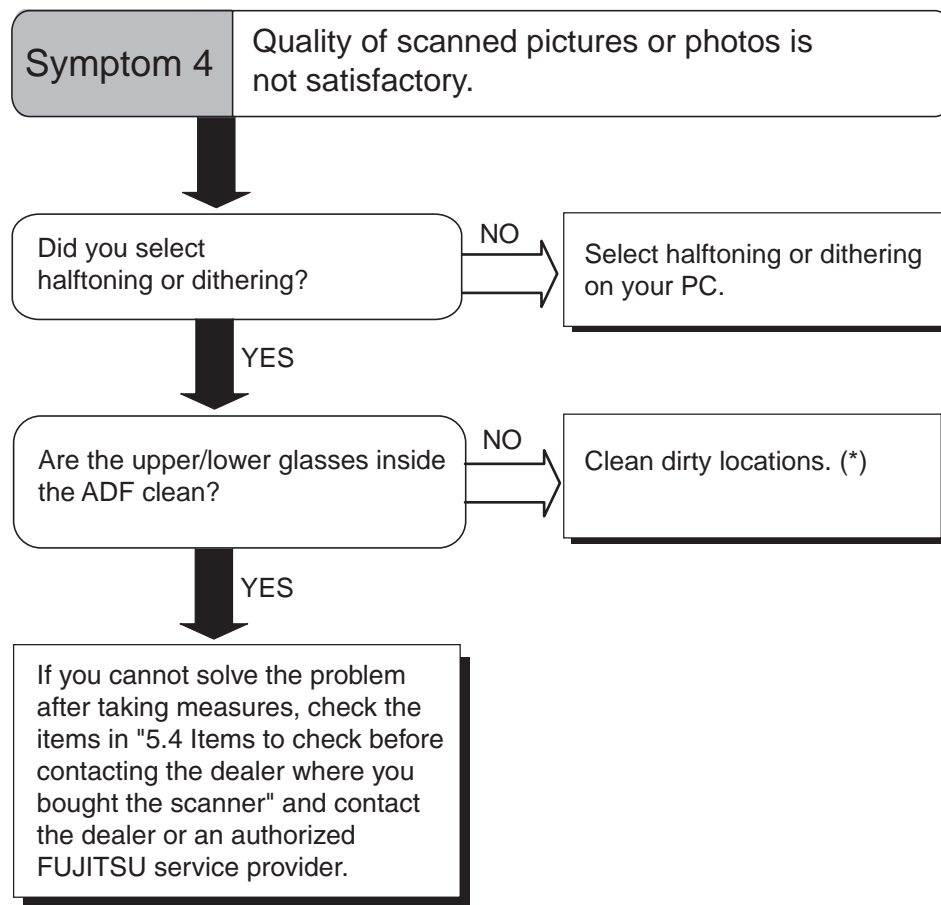 Symptom 4
Quality of scanned pictures or photos is
not satisfactory.
Did you select
halftoning or dithering?
NO
Select halftoning or dithering
on your PC.
YES
Are the upper/lower glasses inside
the ADF clean?
NO
Clean dirty locations. (*)
YES
If you cannot solve the problem
after taking measures, check the
items in "5.4 Items to check before
contacting the dealer where you
bought the scanner" and contact
the dealer or an authorized
FUJITSU service provider.